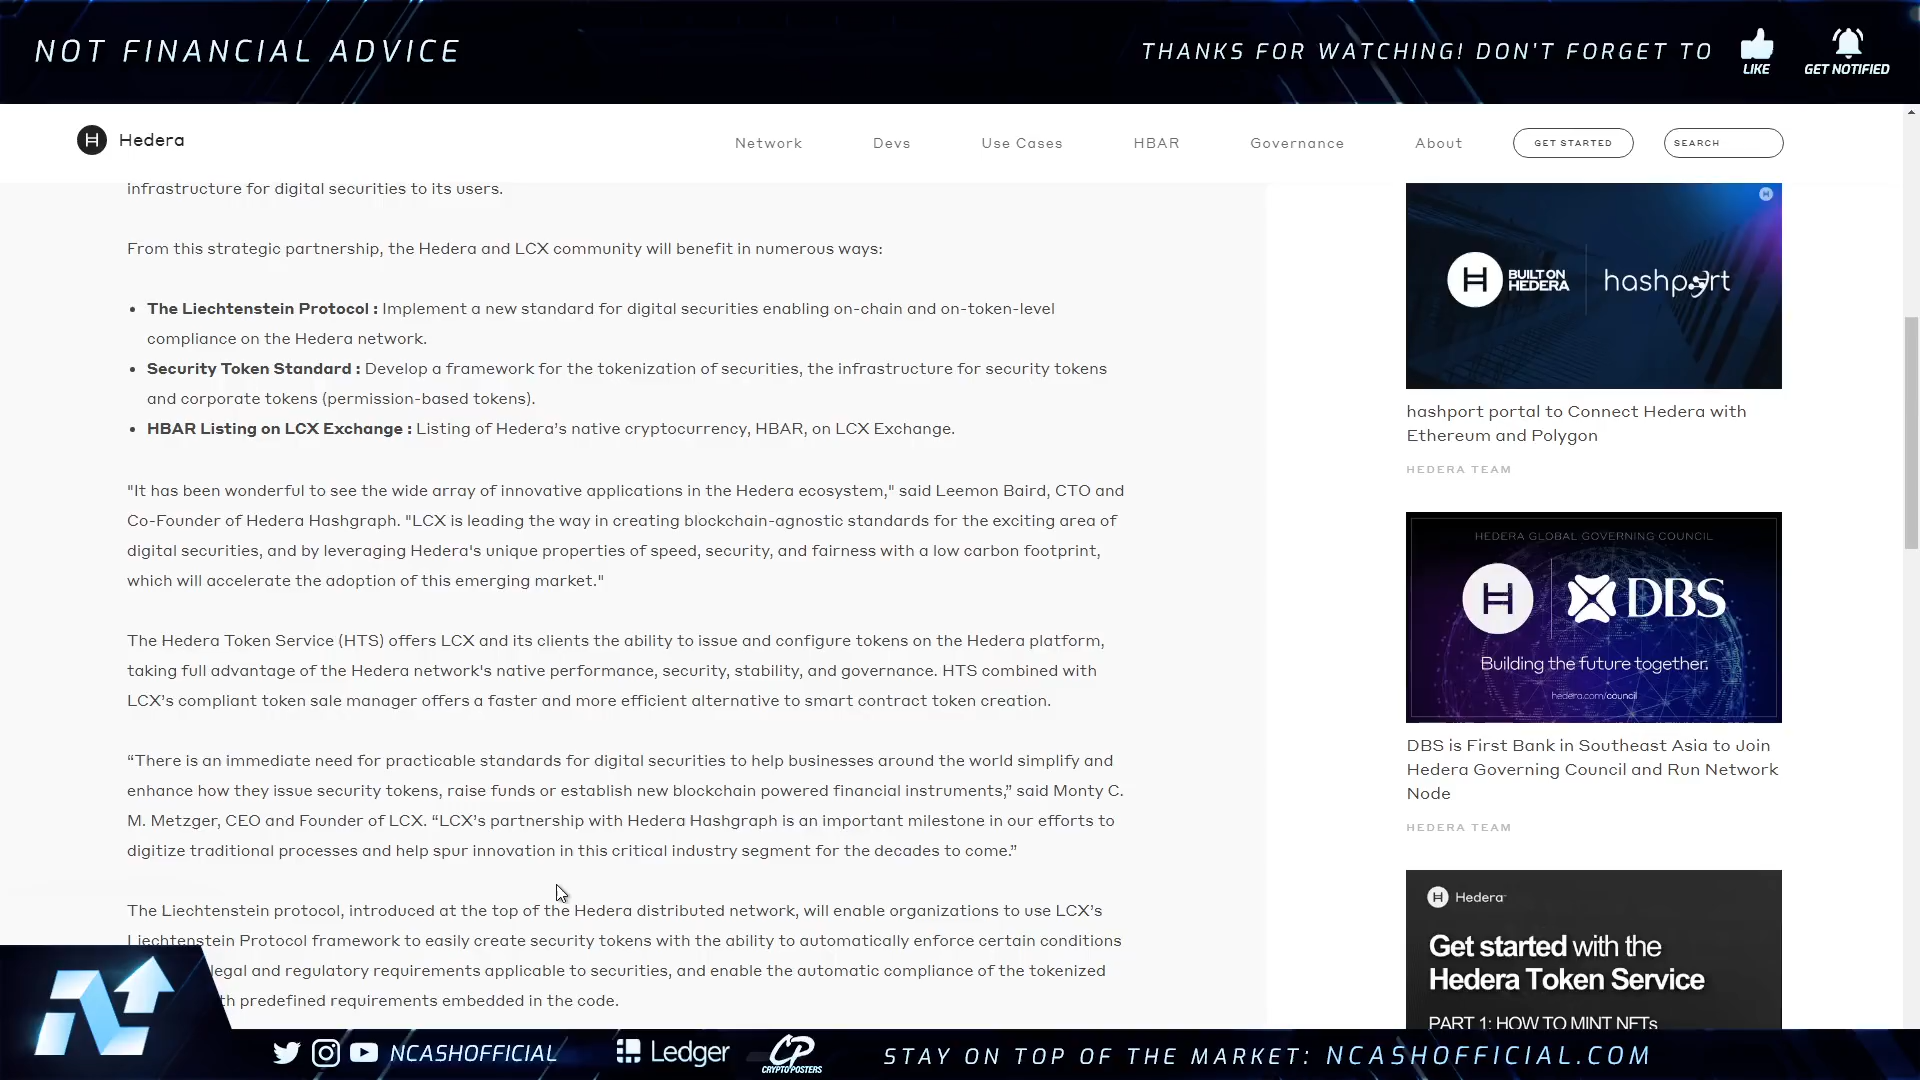 NOT FINANCIAL ADVICE
THANKS FOR WATCHING! DON'T FORGET TO
LIKE
GET NOTIFIED
Hedera
Network
Devs
Use Cases
HBAR
Governance
About
GET STARTED
SEARCH
infrastructure for digital securities to its users.
From this strategic partnership, the Hedera and LCX community will benefit in numerous ways:
• The Liechtenstein Protocol : Implement a new standard for digital securities enabling on-chain and on-token-level
compliance on the Hedera network.
• Security Token Standard : Develop a framework for the tokenization of securities, the infrastructure for security tokens
and corporate tokens (permission-based tokens).
• HBAR Listing on LCX Exchange : Listing of Hedera’s native cryptocurrency, HBAR, on LCX Exchange.
"It has been wonderful to see the wide array of innovative applications in the Hedera ecosystem," said Leemon Baird, CTO and
Co-Founder of Hedera Hashgraph. "LCX is leading the way in creating blockchain-agnostic standards for the exciting area of
digital securities, and by leveraging Hedera's unique properties of speed, security, and fairness with a low carbon footprint,
which will accelerate the adoption of this emerging market."
The Hedera Token Service (HTS) offers LCX and its clients the ability to issue and configure tokens on the Hedera platform,
taking full advantage of the Hedera network's native performance, security, stability, and governance. HTS combined with
LCX’s compliant token sale manager offers a faster and more efficient alternative to smart contract token creation.
“There is an immediate need for practicable standards for digital securities to help businesses around the world simplify and
enhance how they issue security tokens, raise funds or establish new blockchain powered financial instruments,” said Monty C.
M. Metzger, CEO and Founder of LCX. “LCX’s partnership with Hedera Hashgraph is an important milestone in our efforts to
digitize traditional processes and help spur innovation in this critical industry segment for the decades to come.”
The Liechtenstein protocol, introduced at the top of the Hedera distributed network, will enable organizations to use LCX’s
Liechtenstein Protocol framework to easily create security tokens with the ability to automatically enforce certain conditions
legal and regulatory requirements applicable to securities, and enable the automatic compliance of the tokenized
th predefined requirements embedded in the code.
BUILT ON
HEDERA
hashport
hashport portal to Connect Hedera with
Ethereum and Polygon
HEDERA TEAM
HEDERA GLOBAL GOVERNING COUNCIL
DBS
Building the future together.
hedera.com/council
DBS is First Bank in Southeast Asia to Join
Hedera Governing Council and Run Network
Node
HEDERA TEAM
Hedera
Get started with the
Hedera Token Service
PART 1: HOW TO MINT NFTs
NCASHOFFICIAL
Ledger
CP
CRYPTOPOSTERS
STAY ON TOP OF THE MARKET: NCASHOFFICIAL.COM